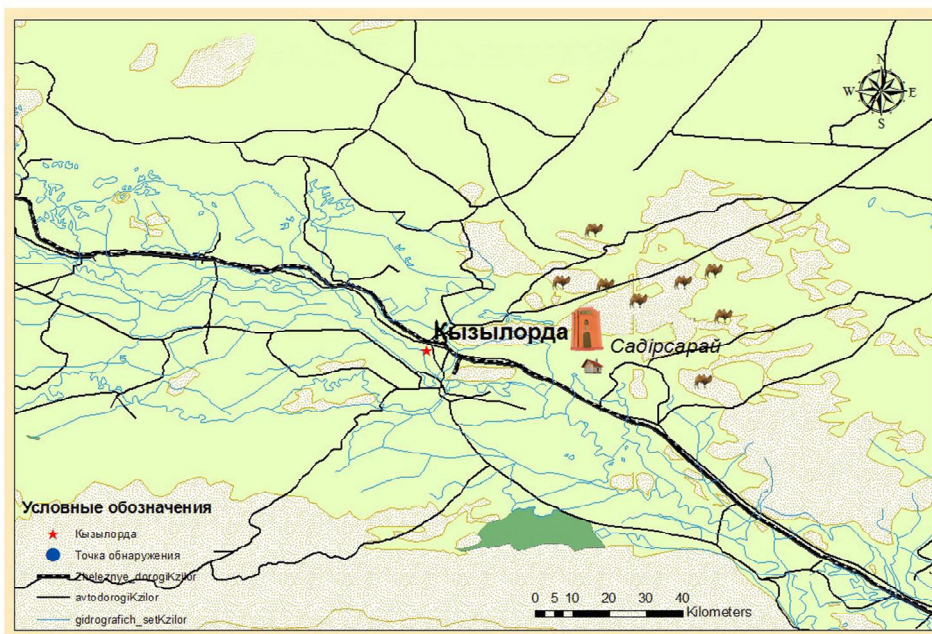 N
W E
S
Кызылорда
Садірсарай
Условные обозначения
Кызылорда
Точка обнаружения
Zheleznye_dorogiKzilor
avtodorogiKzilor
gidrografich_setKzilor
0 5 10 20 30 40
Kilometers